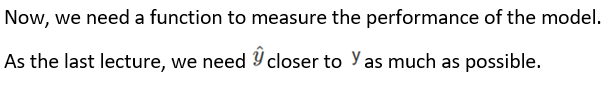 Now, we need a function to measure the performance of the model.
As the last lecture, we need ŷ closer to y as much as possible.